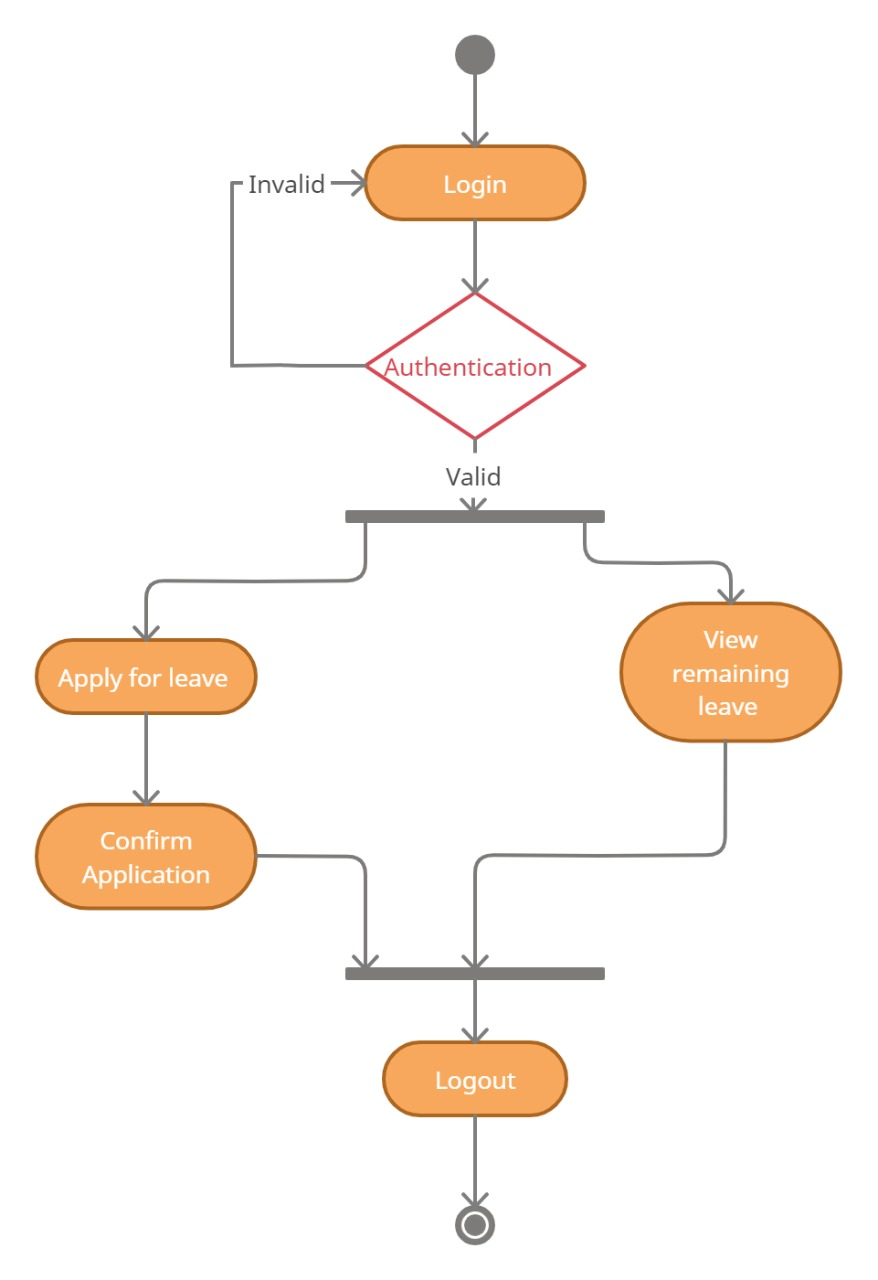 Login
Invalid
Authentication
Valid
Apply for leave
View
remaining
leave
Confirm
Application
Logout